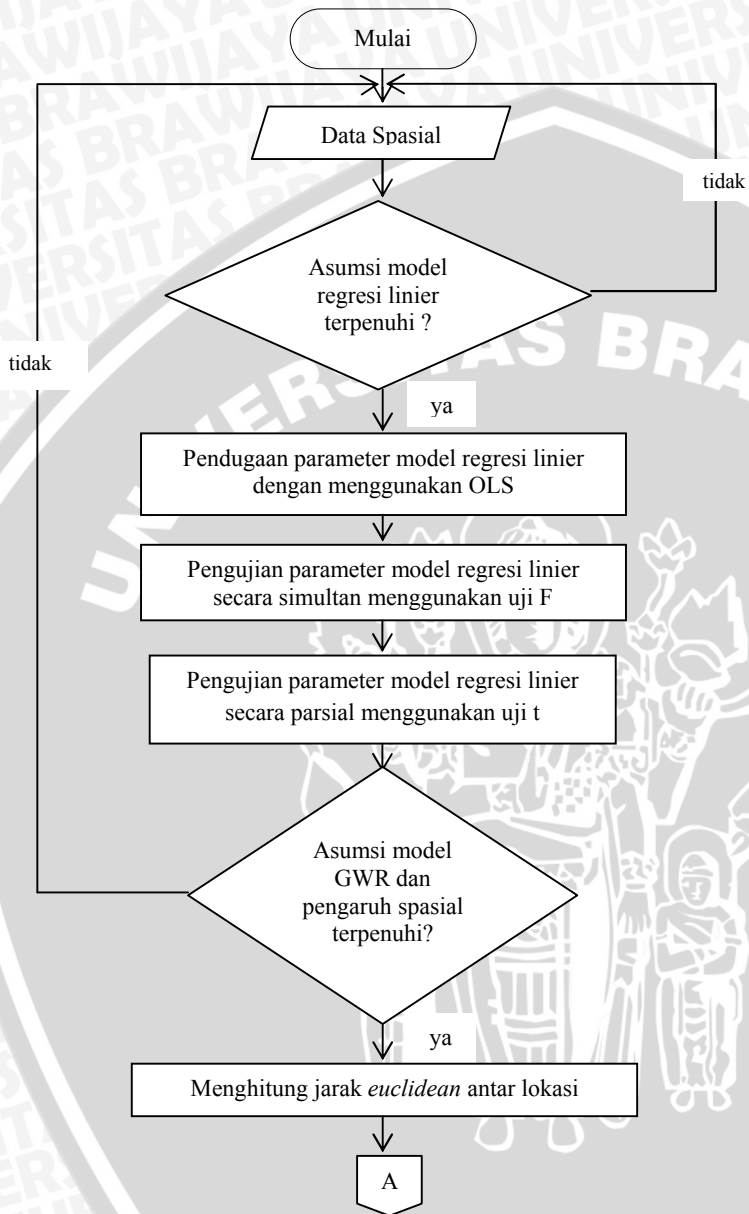 Mulai
Data Spasial
tidak
Asumsi model
regresi linier
terpenuhi ?
tidak
ya
Pendugaan parameter model regresi linier
dengan menggunakan OLS
Pengujian parameter model regresi linier
secara simultan menggunakan uji F
Pengujian parameter model regresi linier
secara parsial menggunakan uji t
Asumsi model
GWR dan
pengaruh spasial
terpenuhi?
ya
Menghitung jarak euclidean antar lokasi
A